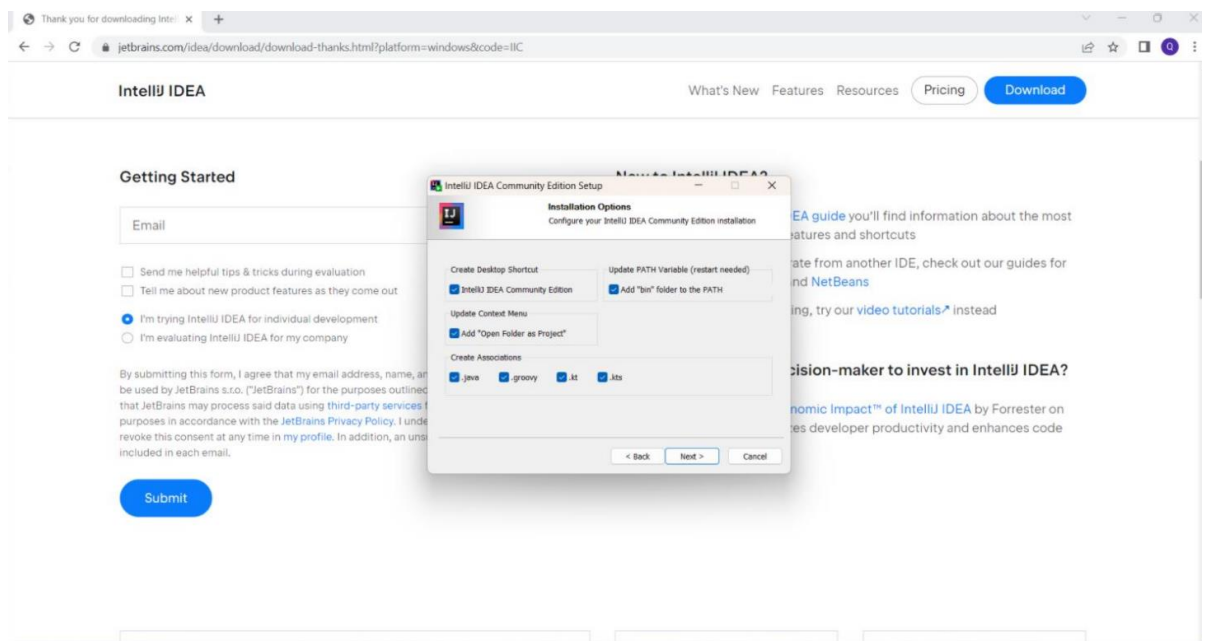 Thank you for downloading Intel
jetbrains.com/idea/download/download-thanks.html?platform=windows&code=IIC
Q
IntelliJ IDEA
What's New Features Resources Pricing Download
Getting Started
Email
Send me helpful tips & tricks during evaluation
Tell me about new product features as they come out
I'm trying IntelliJ IDEA for individual development
I'm evaluating IntelliJ IDEA for my company
By submitting this form, I agree that my email address, name, an
be used by JetBrains s.r.o. ("JetBrains") for the purposes outlined
that JetBrains may process said data using third-party services
purposes in accordance with the JetBrains Privacy Policy. I unde
revoke this consent at any time in my profile. In addition, an uns
included in each email.
Submit
IntelliJ IDEA Community Edition Setup
IJ
Installation Options
Configure your IntelliJ IDEA Community Edition installation
Create Desktop Shortcut
IntelliJ IDEA Community Edition
Update PATH Variable (restart needed)
Add "bin" folder to the PATH
Update Context Menu
Add "Open Folder as Project"
Create Associations
.java .groovy .kt .kts
< Back Next > Cancel
EA guide you'll find information about the most
eatures and shortcuts
ate from another IDE, check out our guides for
nd NetBeans
ing, try our video tutorials↗ instead
cision-maker to invest in IntelliJ IDEA?
nomic Impact™ of IntelliJ IDEA by Forrester on
es developer productivity and enhances code